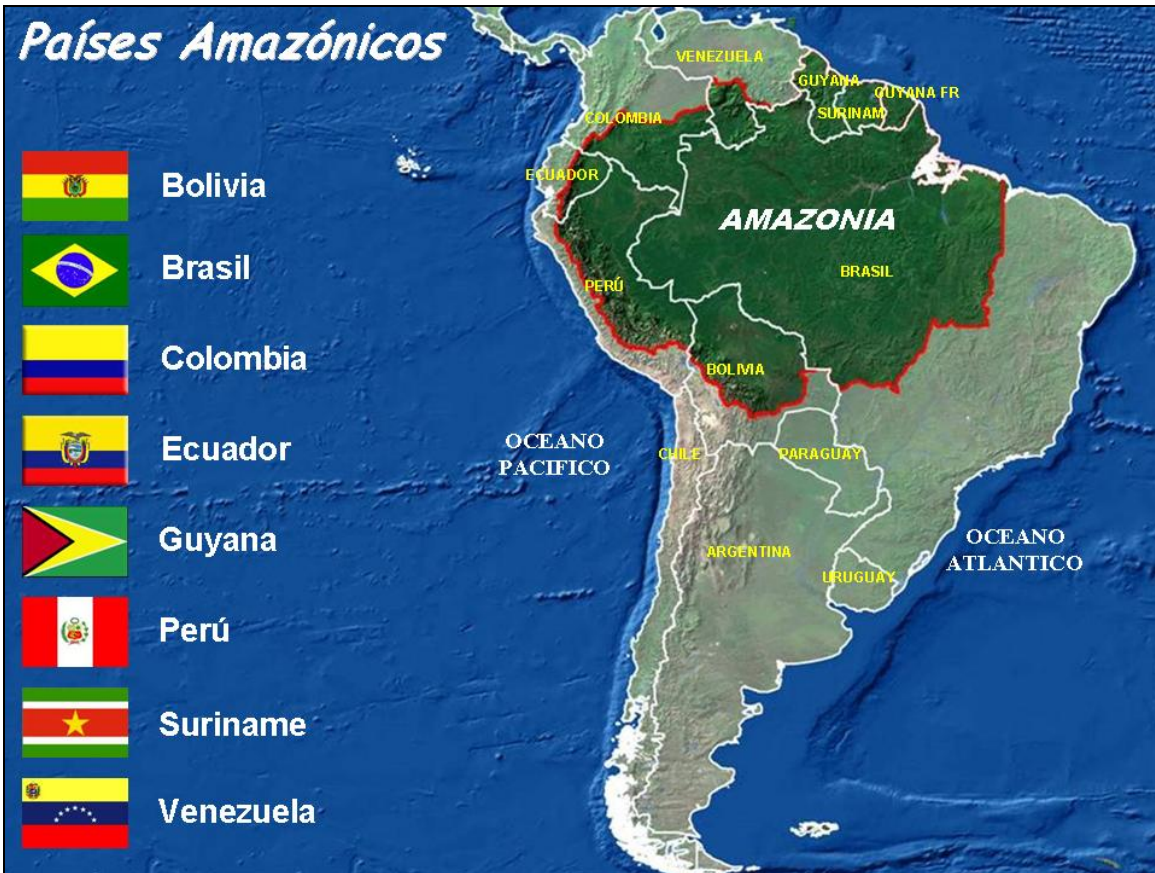 Países Amazónicos
Bolivia
Brasil
Colombia
Ecuador
Guyana
Perú
Suriname
Venezuela
VENEZUELA
GUYANA
GUYANA FR
SURINAM
COLOMBIA
ECUADOR
AMAZONIA
BRASIL
PERÚ
BOLIVIA
OCEANO
PACIFICO
CHILE
PARAGUAY
ARGENTINA
OCEANO
ATLANTICO
URUGUAY